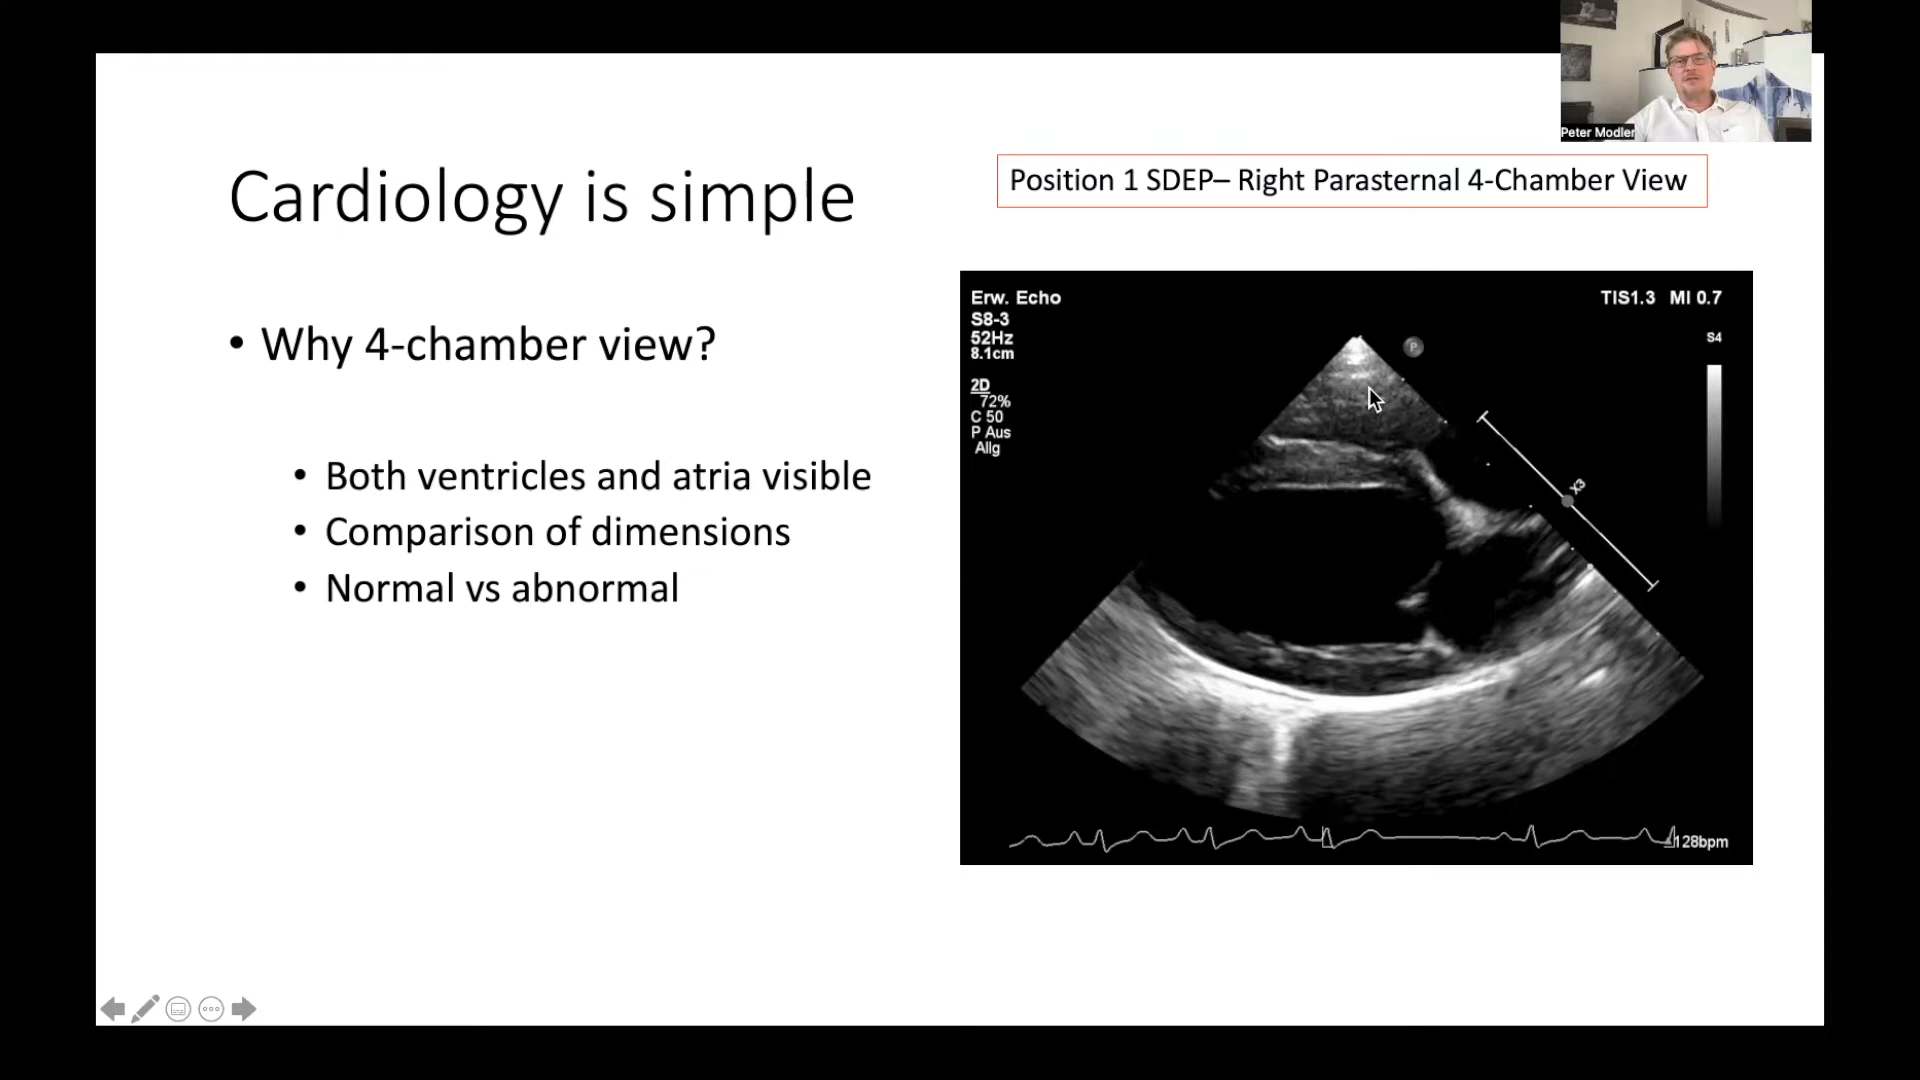 Peter Modler
Cardiology is simple
Position 1 SDEP– Right Parasternal 4-Chamber View
• Why 4-chamber view?
• Both ventricles and atria visible
• Comparison of dimensions
• Normal vs abnormal
Erw. Echo
S8-3
52Hz
8.1cm
2D
72%
C 50
P Aus
Allg
TIS1.3 MI 0.7
S4
P
X3
128bpm